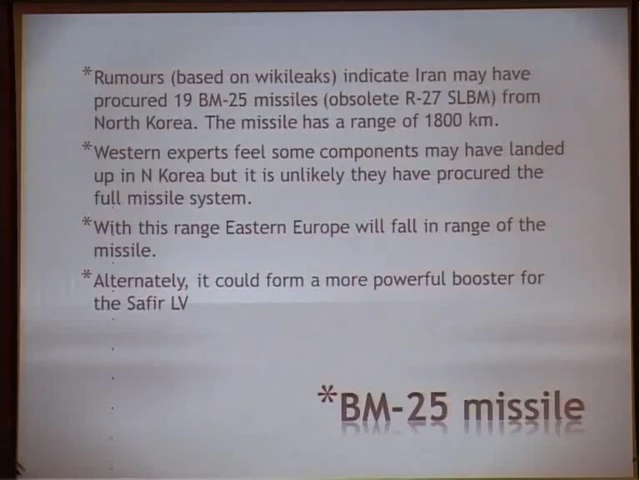 *Rumours (based on wikileaks) indicate Iran may have
procured 19 BM-25 missiles (obsolete R-27 SLBM) from
North Korea. The missile has a range of 1800 km.
*Western experts feel some components may have landed
up in N Korea but it is unlikely they have procured the
full missile system.
*With this range Eastern Europe will fall in range of the
missile.
*Alternately, it could form a more powerful booster for
the Safir LV
*BM-25 missile